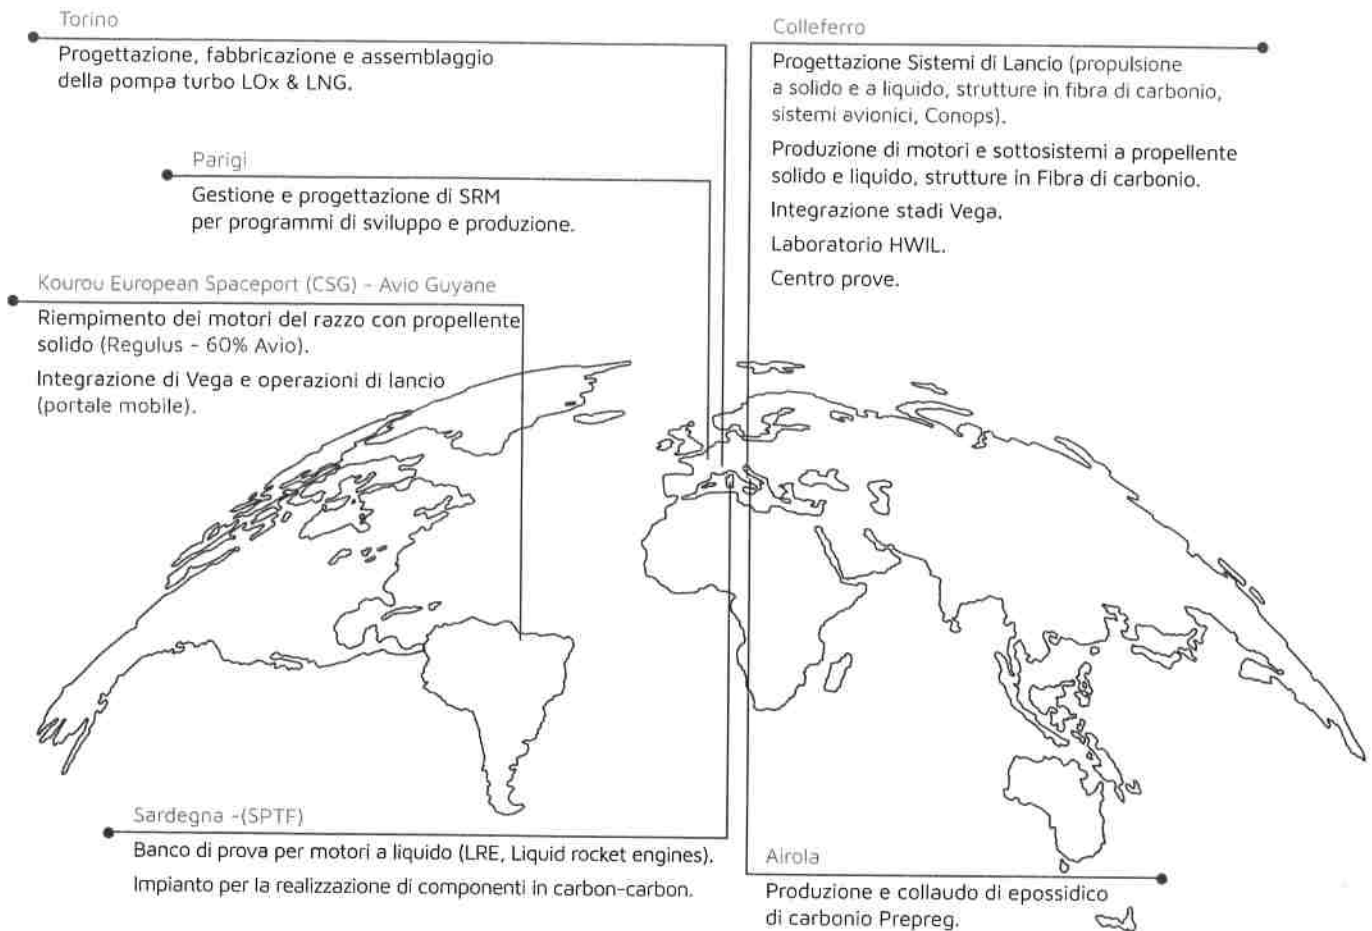 Torino
Progettazione, fabbricazione e assemblaggio
della pompa turbo LOx & LNG.
Parigi
Gestione e progettazione di SRM
per programmi di sviluppo e produzione.
Kourou European Spaceport (CSG) - Avio Guyane
Riempimento dei motori del razzo con propellente
solido (Regulus - 60% Avio).
Integrazione di Vega e operazioni di lancio
(portale mobile).
Colleferro
Progettazione Sistemi di Lancio (propulsione
a solido e a liquido, strutture in fibra di carbonio,
sistemi avionici, Conops).
Produzione di motori e sottosistemi a propellente
solido e liquido, strutture in Fibra di carbonio.
Integrazione stadi Vega.
Laboratorio HWIL.
Centro prove.
Sardegna -(SPTF)
Banco di prova per motori a liquido (LRE, Liquid rocket engines).
Impianto per la realizzazione di componenti in carbon-carbon.
Airola
Produzione e collaudo di epossidico
di carbonio Prepreg.